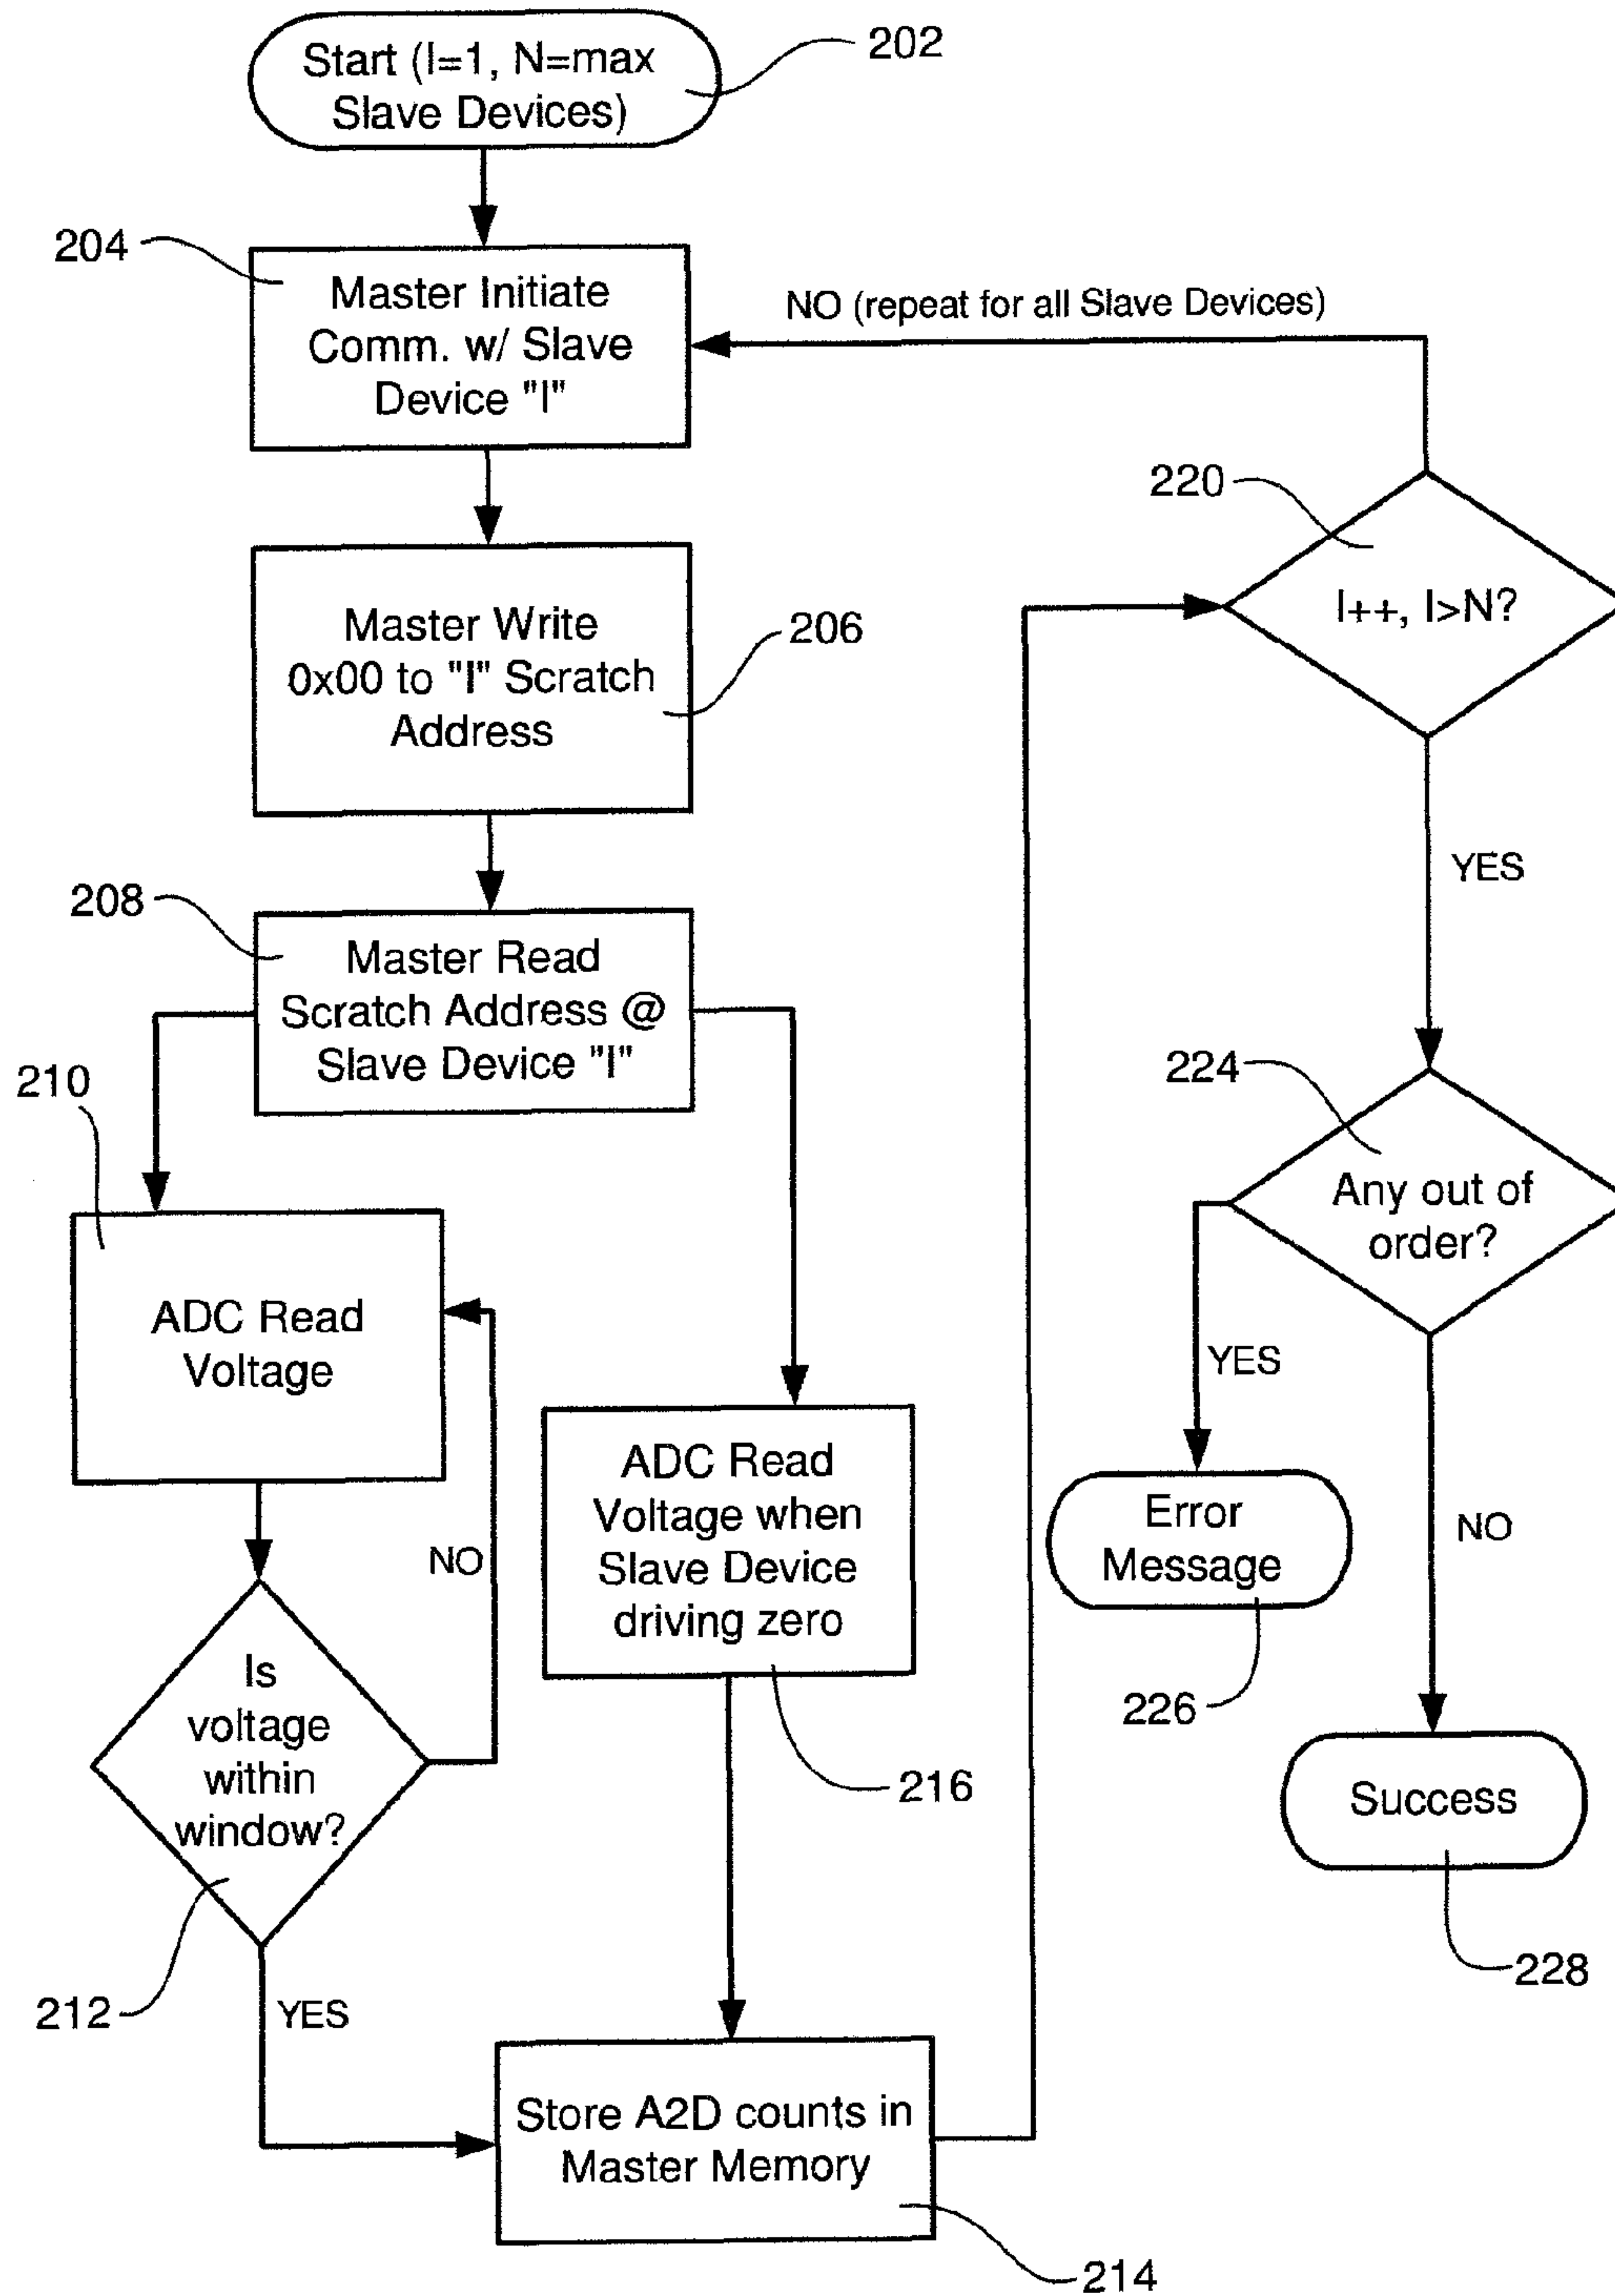 Start (I=1, N=max
Slave Devices)
202
204
Master Initiate
Comm. w/ Slave
Device "I"
NO (repeat for all Slave Devices)
220
I++, I>N?
Master Write
0x00 to "I" Scratch
Address
206
YES
208
Master Read
Scratch Address @
Slave Device "I"
224
Any out of
order?
210
ADC Read
Voltage
YES
NO
ADC Read
Voltage when
Slave Device
driving zero
216
Error
Message
226
NO
Is
voltage
within
window?
212
YES
Success
228
Store A2D counts in
Master Memory
214